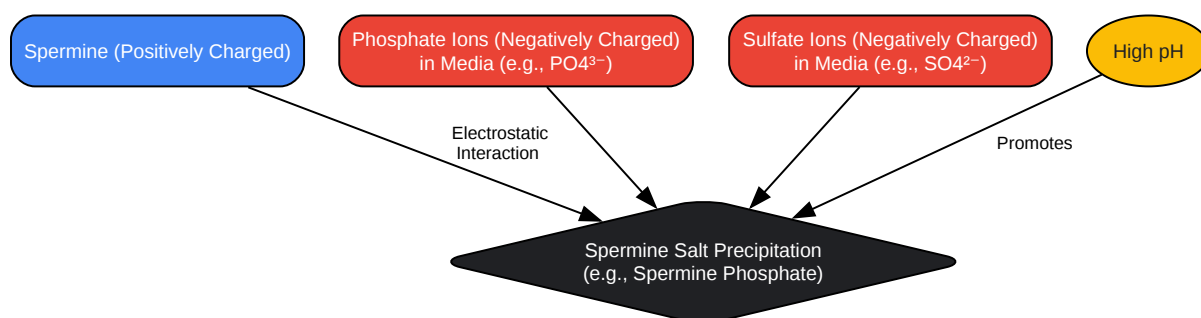 Spermine (Positively Charged)
Phosphate Ions (Negatively Charged)
in Media (e.g., PO4³⁻)
Sulfate Ions (Negatively Charged)
in Media (e.g., SO4²⁻)
High pH
Electrostatic
Interaction
Promotes
Spermine Salt Precipitation
(e.g., Spermine Phosphate)